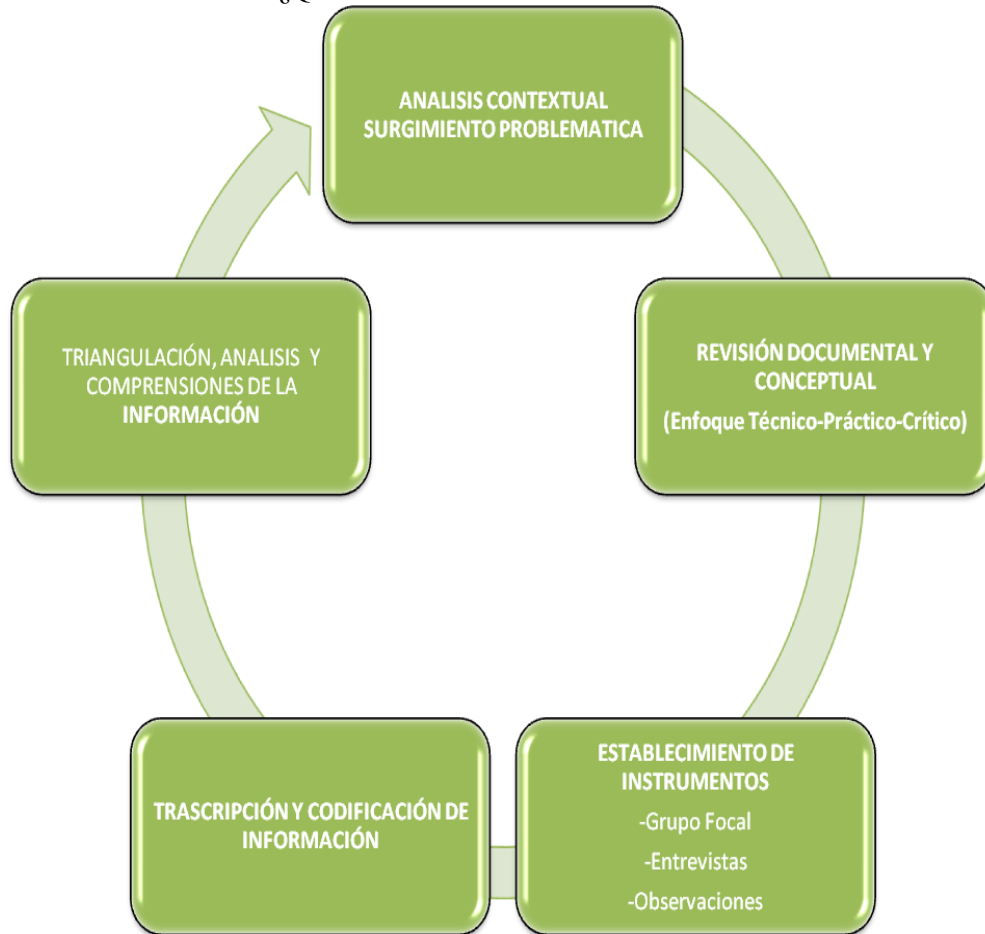 ANALISIS CONTEXTUAL
SURGIMIENTO PROBLEMATICA
REVISIÓN DOCUMENTAL Y
CONCEPTUAL
(Enfoque Técnico-Práctico-Crítico)
ESTABLECIMIENTO DE
INSTRUMENTOS
-Grupo Focal
-Entrevistas
-Observaciones
TRASCRIPCIÓN Y CODIFICACIÓN DE
INFORMACIÓN
TRIANGULACIÓN, ANALISIS Y
COMPRENSIONES DE LA
INFORMACIÓN